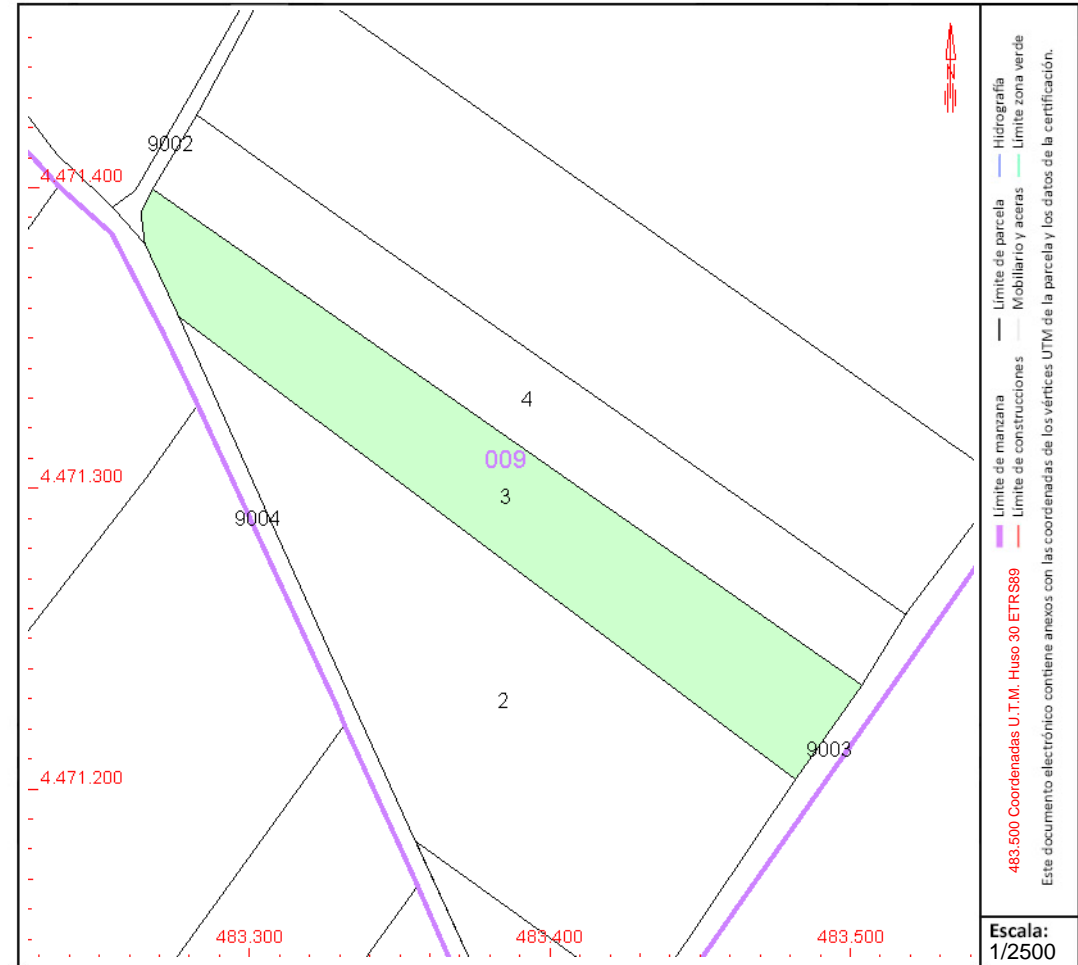 9002
4.471.400
4
009
3
4.471.300
9004
2
9003
4.471.200
483.300
483.400
483.500
N
Límite de manzana
Límite de parcela
Hidrografía
Límite de construcciones
Mobiliario y aceras
Límite zona verde
483.500 Coordenadas U.T.M. Huso 30 ETRS89
Este documento electrónico contiene anexos con las coordenadas de los vértices UTM de la parcela y los datos de la certificación.
Escala:
1/2500